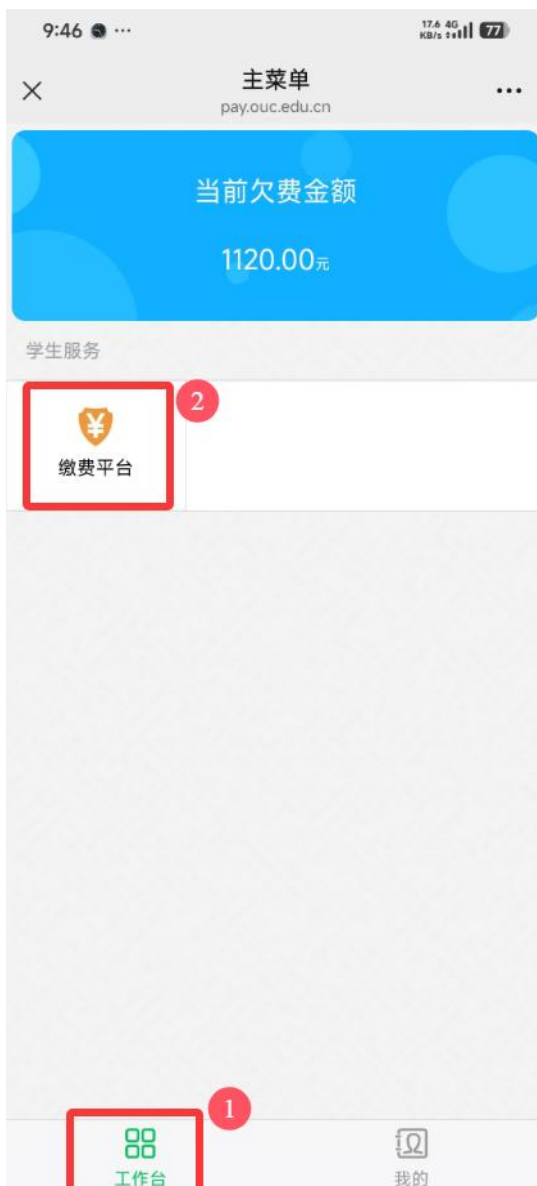 9:46 ...
17.6 4G
KB/s
77
主菜单
pay.ouc.edu.cn
当前欠费金额
1120.00元
学生服务
2
¥
缴费平台
1
工作台
我的